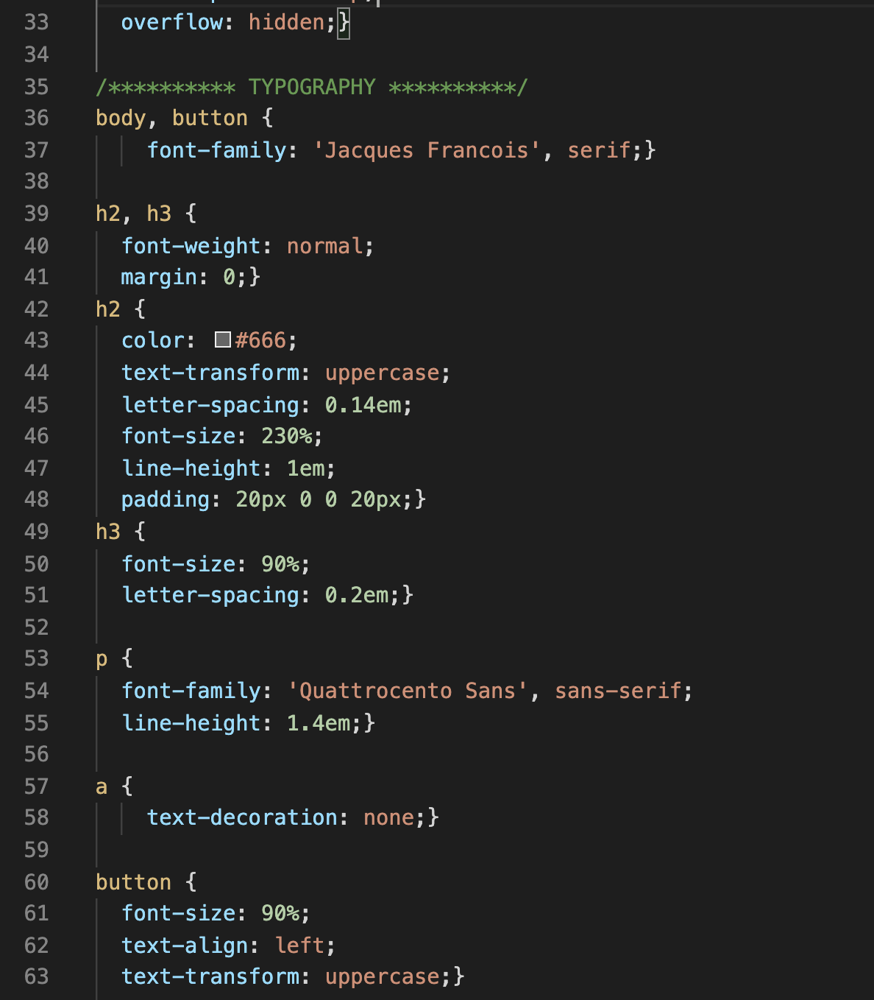 33 overflow: hidden;}
34
35 /********** TYPOGRAPHY **********/
36 body, button {
37 font-family: 'Jacques Francois', serif;}
38
39 h2, h3 {
40 font-weight: normal;
41 margin: 0;}
42 h2 {
43 color: #666;
44 text-transform: uppercase;
45 letter-spacing: 0.14em;
46 font-size: 230%;
47 line-height: 1em;
48 padding: 20px 0 0 20px;}
49 h3 {
50 font-size: 90%;
51 letter-spacing: 0.2em;}
52
53 p {
54 font-family: 'Quattrocento Sans', sans-serif;
55 line-height: 1.4em;}
56
57 a {
58 text-decoration: none;}
59
60 button {
61 font-size: 90%;
62 text-align: left;
63 text-transform: uppercase;}